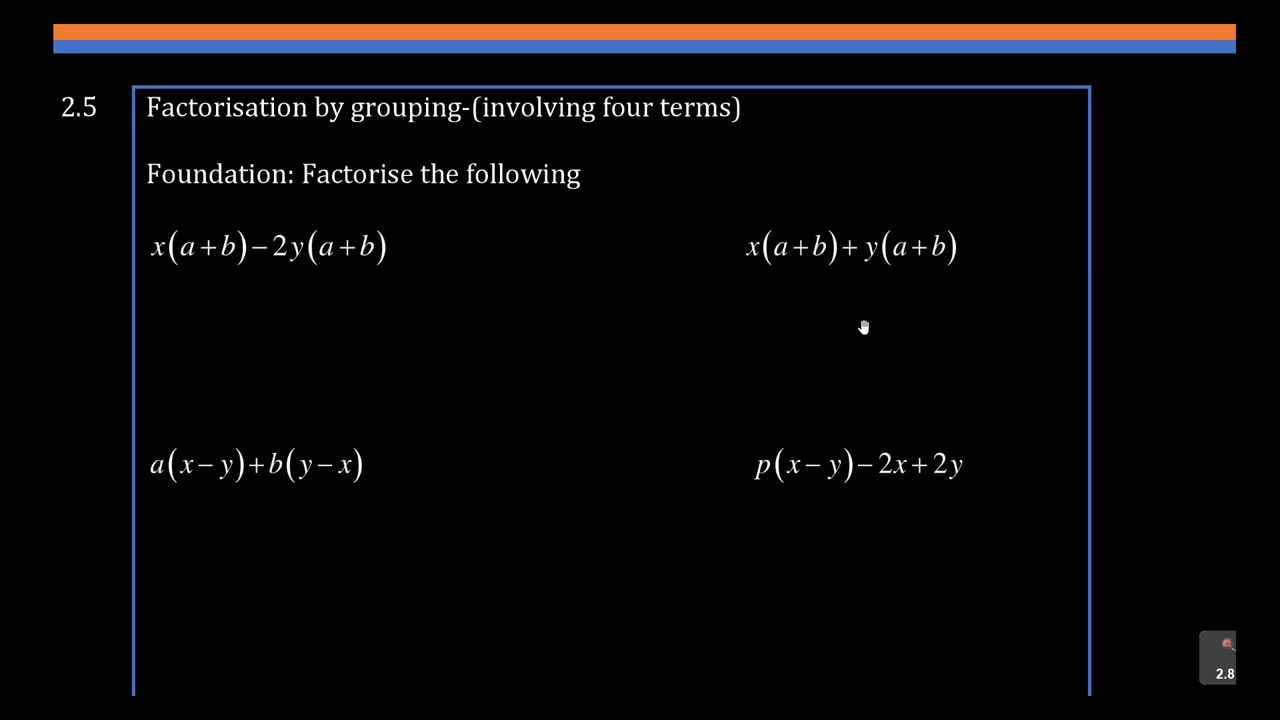 2.5 Factorisation by grouping-(involving four terms)
Foundation: Factorise the following
x(a+b)−2y(a+b) x(a+b)+y(a+b)
a(x−y)+b(y−x) p(x−y)−2x+2y
2.8